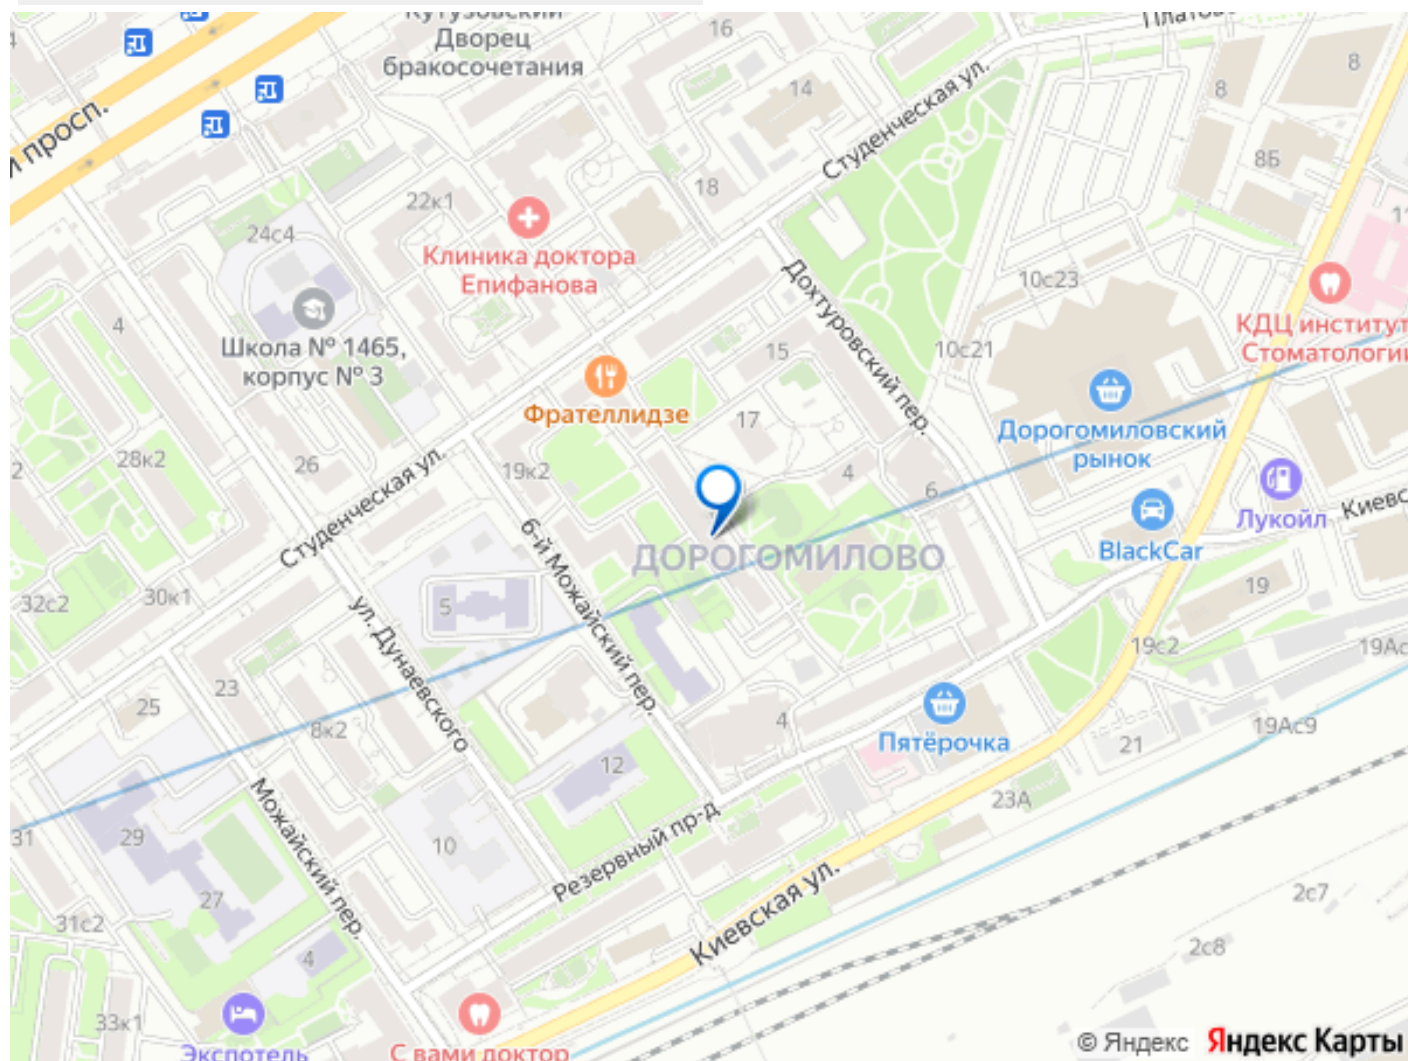 Кутузовский
Дворец
бракосочетания
16
Студенческая ул.
8
8
14
8Б
и просп.
22к1
18
24с4
Клиника доктора
Епифанова
Дохтуровский пер.
10с23
КДЦ институт
Стоматологии
4
Школа № 1465,
корпус № 3
15
10с21
Фрателлидзе
17
Дорогомиловский
рынок
28к2
26
19к2
4
6
Студенческая ул.
6-й Можайский пер.
ДОРОГОМИЛОВО
BlackCar
Лукойл
Киевс
32с2
30к1
5
ул. Дунаевского
19
19с2
23
25
8к2
4
Пятёрочка
21
19Ас9
12
23А
31
29
Можайский пер.
10
Резервный пр-д
27
Киевская ул.
31с2
4
2с7
2с8
33к1
Экспотель
С вами доктор
© Яндекс Яндекс Карты